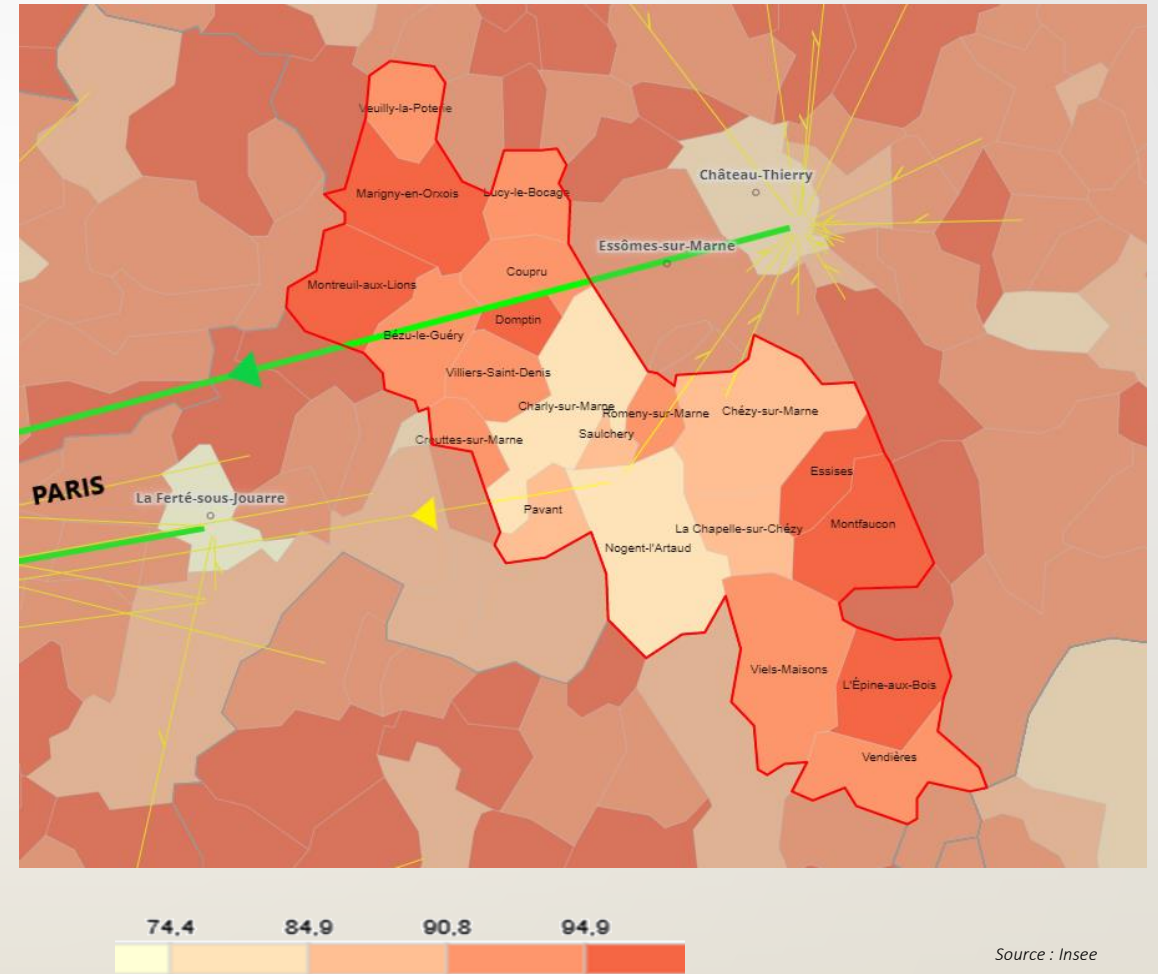 Veuilly-la-Poterie
Marigny-en-Orxois
Lucy-le-Bocage
Château-Thierry
Essômes-sur-Marne
Coupru
Montreuil-aux-Lions
Domptin
Bézu-le-Guéry
Villiers-Saint-Denis
Charly-sur-Marne
Romeny-sur-Marne
Chézy-sur-Marne
Saulchery
Crouttes-sur-Marne
Essises
PARIS
La Ferté-sous-Jouarre
Pavant
Montfaucon
La Chapelle-sur-Chézy
Nogent-l'Artaud
Viels-Maisons
L'Épine-aux-Bois
Vendières
74.4 84.9 90.8 94.9
Source : Insee